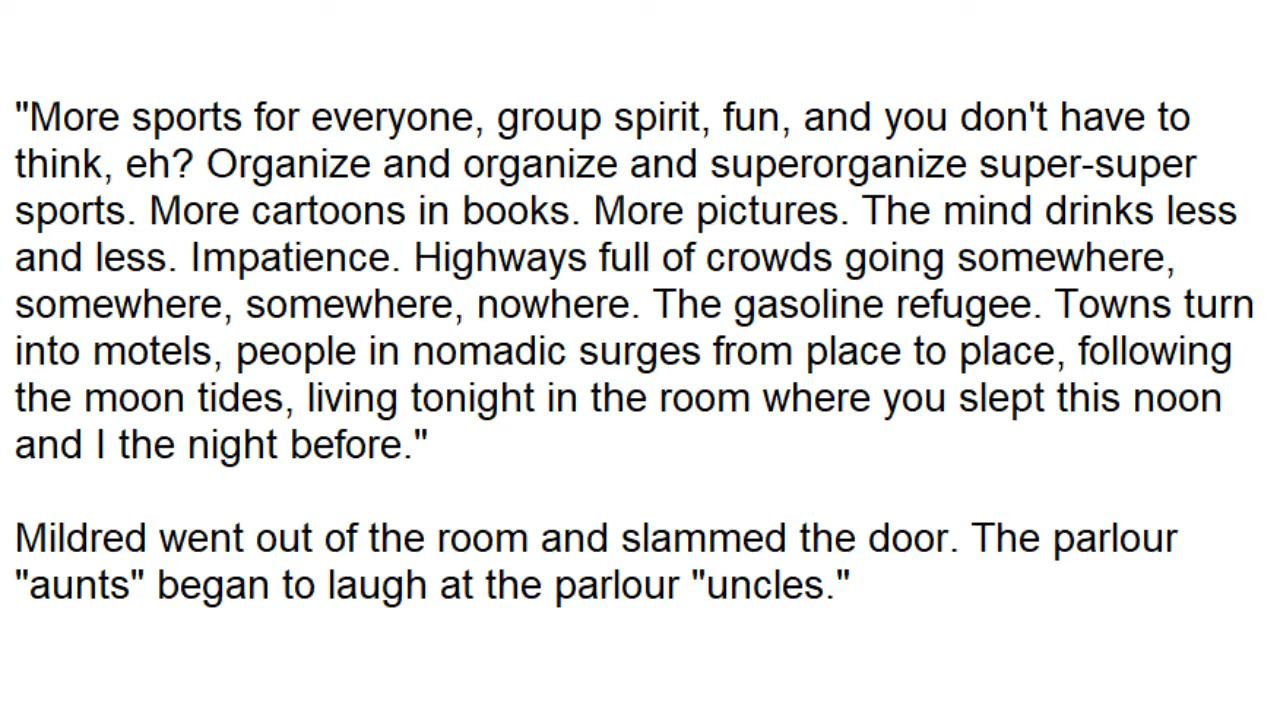 "More sports for everyone, group spirit, fun, and you don't have to
think, eh? Organize and organize and superorganize super-super
sports. More cartoons in books. More pictures. The mind drinks less
and less. Impatience. Highways full of crowds going somewhere,
somewhere, somewhere, nowhere. The gasoline refugee. Towns turn
into motels, people in nomadic surges from place to place, following
the moon tides, living tonight in the room where you slept this noon
and I the night before."
Mildred went out of the room and slammed the door. The parlour
"aunts" began to laugh at the parlour "uncles."